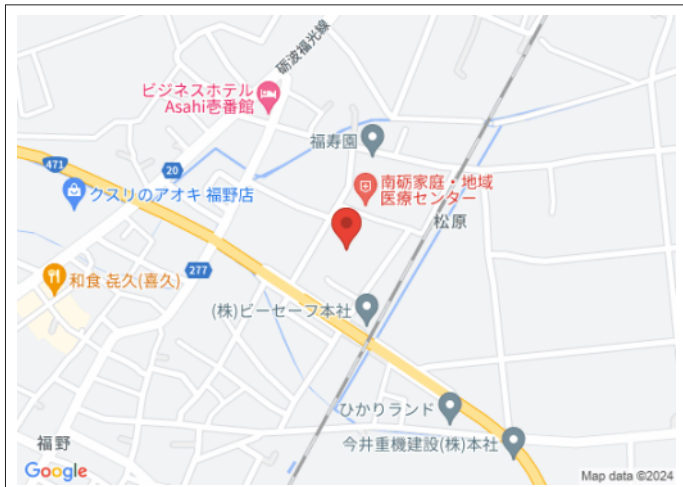 砺波福光線
ビジネスホテル
Asahi壱番館
福寿園
471
20
南砺家庭・地域
医療センター
クスリのアオキ 福野店
松原
277
和食 㐂久(喜久)
(株)ビーセーフ本社
ひかりランド
福野
今井重機建設(株)本社
Google
Map data ©2024